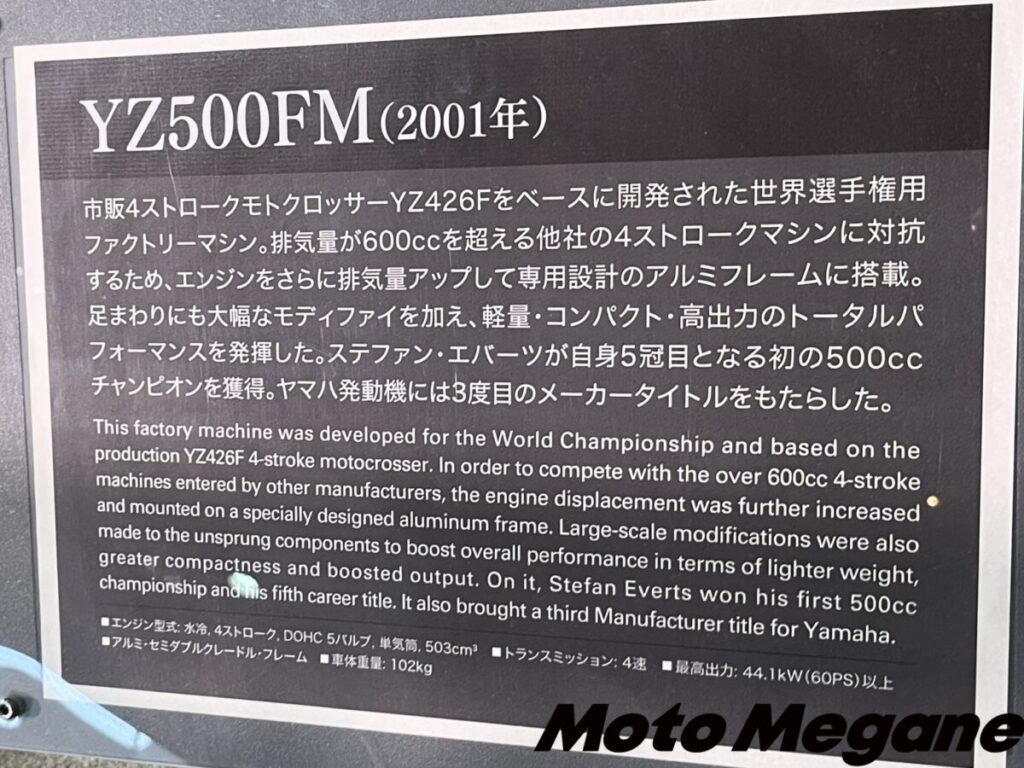 YZ500FM(2001年)
市販4ストロークモトクロッサーYZ426Fをベースに開発された世界選手権用
ファクトリーマシン。排気量が600ccを超える他社の4ストロークマシンに対抗
するため、エンジンをさらに排気量アップして専用設計のアルミフレームに搭載。
足まわりにも大幅なモディファイを加え、軽量・コンパクト・高出力のトータルパ
フォーマンスを発揮した。ステファン・エバーツが自身5冠目となる初の500cc
チャンピオンを獲得。ヤマハ発動機には3度目のメーカータイトルをもたらした。
This factory machine was developed for the World Championship and based on the
production YZ426F 4-stroke motocrosser. In order to compete with the over 600cc 4-stroke
machines entered by other manufacturers, the engine displacement was further increased
and mounted on a specially designed aluminum frame. Large-scale modifications were also
made to the unsprung components to boost overall performance in terms of lighter weight,
greater compactness and boosted output. On it, Stefan Everts won his first 500cc
championship and his fifth career title. It also brought a third Manufacturer title for Yamaha.
■エンジン型式: 水冷, 4ストローク, DOHC 5バルブ, 単気筒, 503cm³ ■トランスミッション: 4速 ■最高出力: 44.1kW(60PS)以上
■アルミ・セミダブルクレードル・フレーム ■車体重量: 102kg
Moto Megane